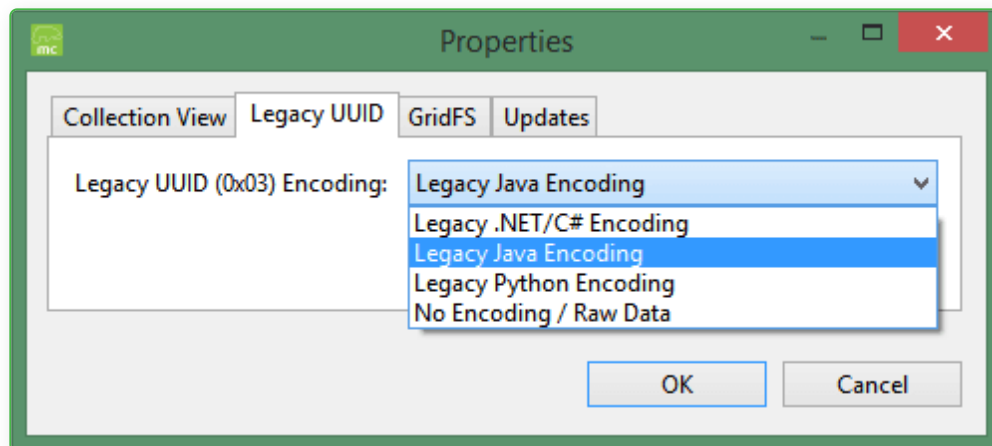 mc
Properties
Collection View Legacy UUID GridFS Updates
Legacy UUID (0x03) Encoding: Legacy Java Encoding
Legacy .NET/C# Encoding
Legacy Java Encoding
Legacy Python Encoding
No Encoding / Raw Data
OK Cancel